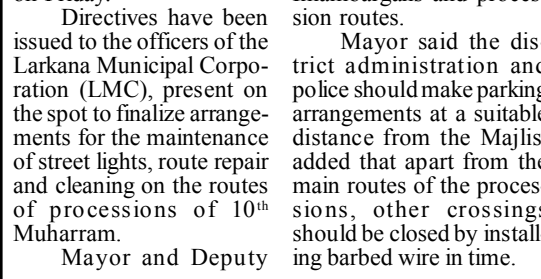 on Friday.
Directives have been
issued to the officers of the
Larkana Municipal Corpo-
ration (LMC), present on
the spot to finalize arrange-
ments for the maintenance
of street lights, route repair
and cleaning on the routes
of processions of 10th
Muharram.
Mayor and Deputy
sion routes.
Mayor said the dis-
trict administration and
police should make parking
arrangements at a suitable
distance from the Majlis,
added that apart from the
main routes of the proces-
sions, other crossings
should be closed by install-
ing barbed wire in time.